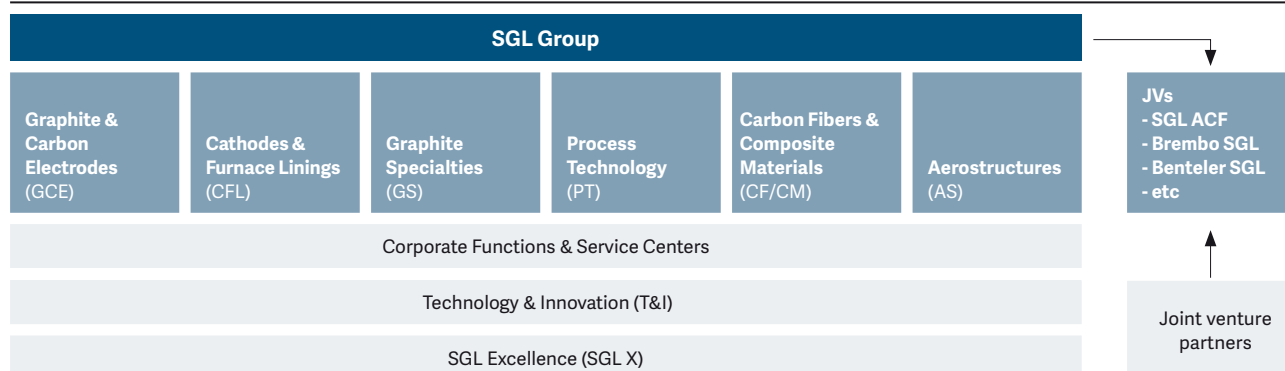 SGL Group
Graphite &
Carbon
Electrodes
(GCE)
Cathodes &
Furnace Linings
(CFL)
Graphite
Specialties
(GS)
Process
Technology
(PT)
Carbon Fibers &
Composite
Materials
(CF/CM)
Aerostructures
(AS)
JVs
- SGL ACF
- Brembo SGL
- Benteler SGL
- etc
Corporate Functions & Service Centers
Technology & Innovation (T&I)
SGL Excellence (SGL X)
Joint venture
partners